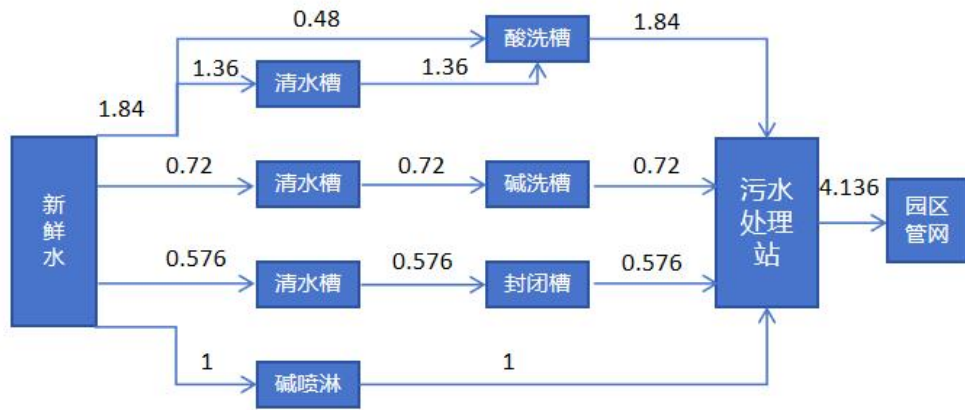 0.48
酸洗槽
1.84
1.36
清水槽
1.36
1.84
新
鲜
水
0.72
清水槽
0.72
碱洗槽
0.72
污水
处理
站
4.136
园区
管网
0.576
清水槽
0.576
封闭槽
0.576
1
碱喷淋
1